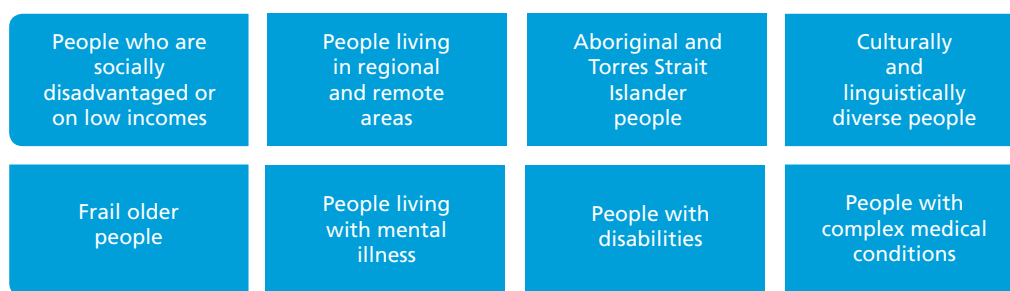 People who are
socially
disadvantaged or
on low incomes
People living
in regional
and remote
areas
Aboriginal and
Torres Strait
Islander
people
Culturally
and
linguistically
diverse people
Frail older
people
People living
with mental
illness
People with
disabilities
People with
complex medical
conditions